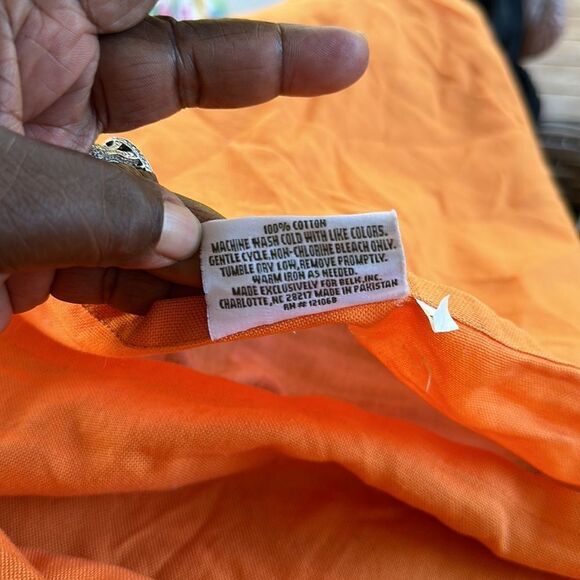 100% COTTON
MACHINE WASH COLD WITH LIKE COLORS.
GENTLE CYCLE.NON-CHLORINE BLEACH ONLY.
TUMBLE DRY LOW, REMOVE PROMPTLY.
WARM IRON AS NEEDED.
MADE EXCLUSIVELY FOR BELK, INC.
CHARLOTTE, NC 28217 MADE IN PAKISTAN
RN# 121068